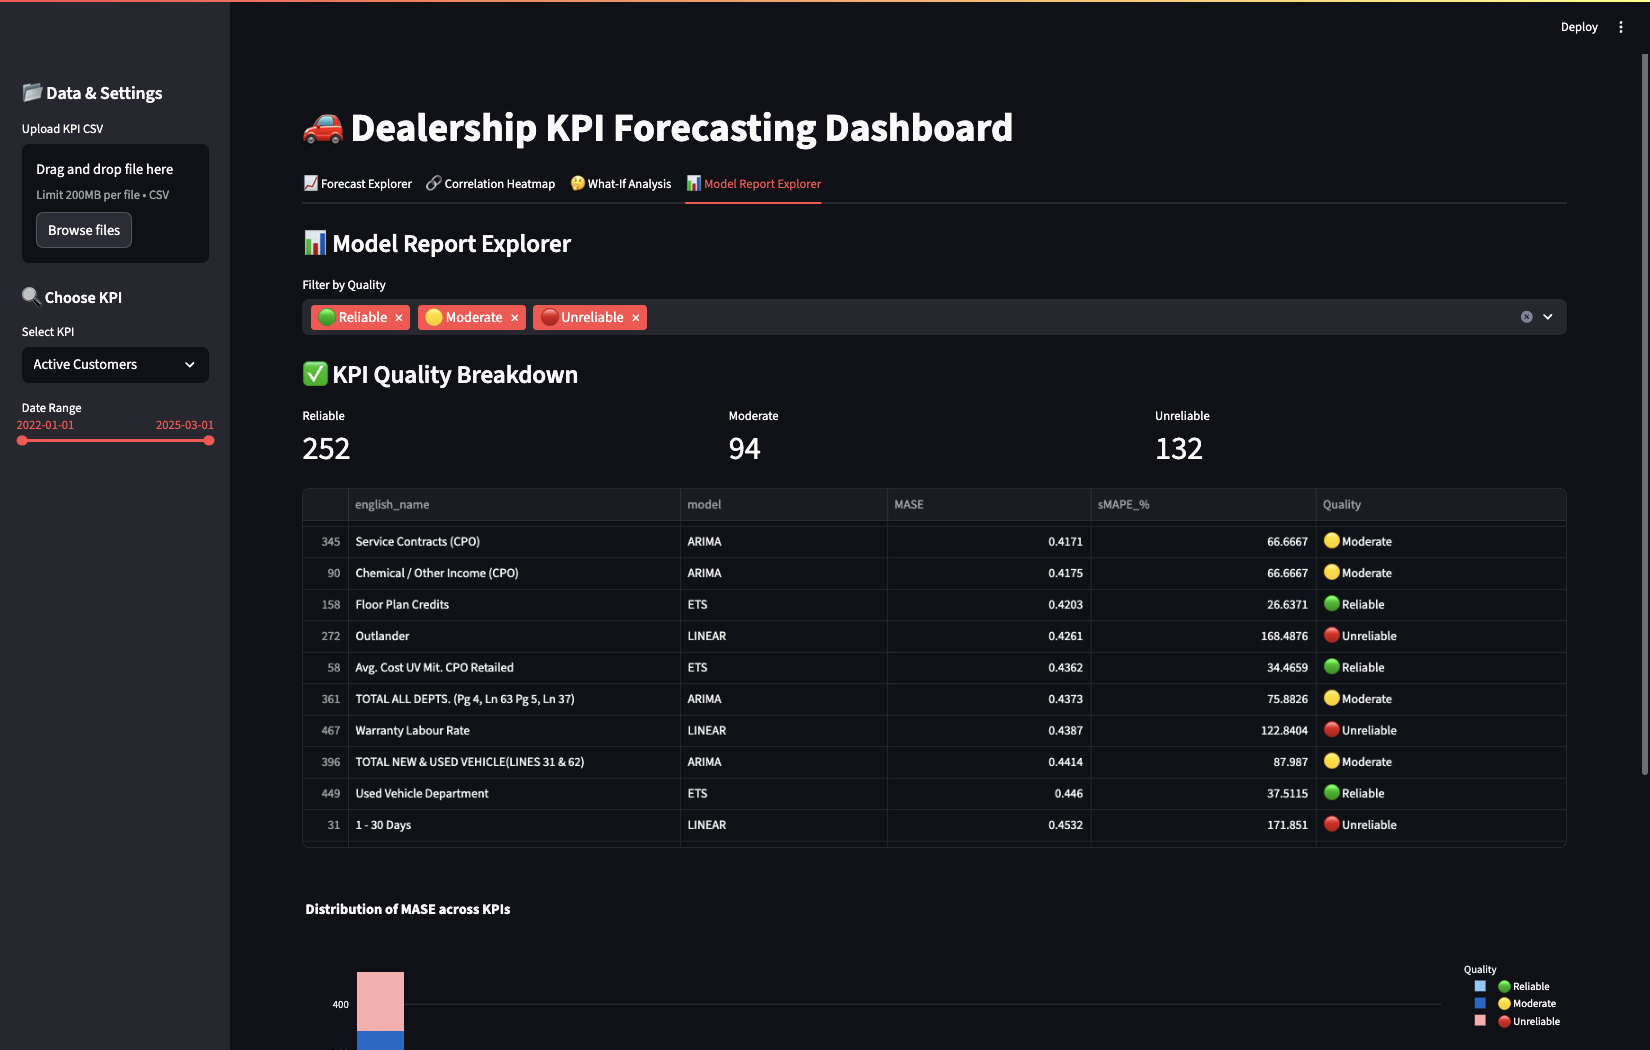 Deploy
Data & Settings
Upload KPI CSV
Drag and drop file here
Limit 200MB per file • CSV
Browse files
Choose KPI
Select KPI
Active Customers
Date Range
2022-01-01 2025-03-01
Dealership KPI Forecasting Dashboard
Forecast Explorer Correlation Heatmap What-If Analysis Model Report Explorer
Model Report Explorer
Filter by Quality
Reliable × Moderate × Unreliable ×
KPI Quality Breakdown
Reliable Moderate Unreliable
252 94 132
english_name model MASE sMAPE_% Quality
345 Service Contracts (CPO) ARIMA 0.4171 66.6667 Moderate
90 Chemical / Other Income (CPO) ARIMA 0.4175 66.6667 Moderate
158 Floor Plan Credits ETS 0.4203 26.6371 Reliable
272 Outlander LINEAR 0.4261 168.4876 Unreliable
58 Avg. Cost UV Mit. CPO Retailed ETS 0.4362 34.4659 Reliable
361 TOTAL ALL DEPTS. (Pg 4, Ln 63 Pg 5, Ln 37) ARIMA 0.4373 75.8826 Moderate
467 Warranty Labour Rate LINEAR 0.4387 122.8404 Unreliable
396 TOTAL NEW & USED VEHICLE(LINES 31 & 62) ARIMA 0.4414 87.987 Moderate
449 Used Vehicle Department ETS 0.446 37.5115 Reliable
31 1 - 30 Days LINEAR 0.4532 171.851 Unreliable
Distribution of MASE across KPIs
400
Quality
Reliable
Moderate
Unreliable